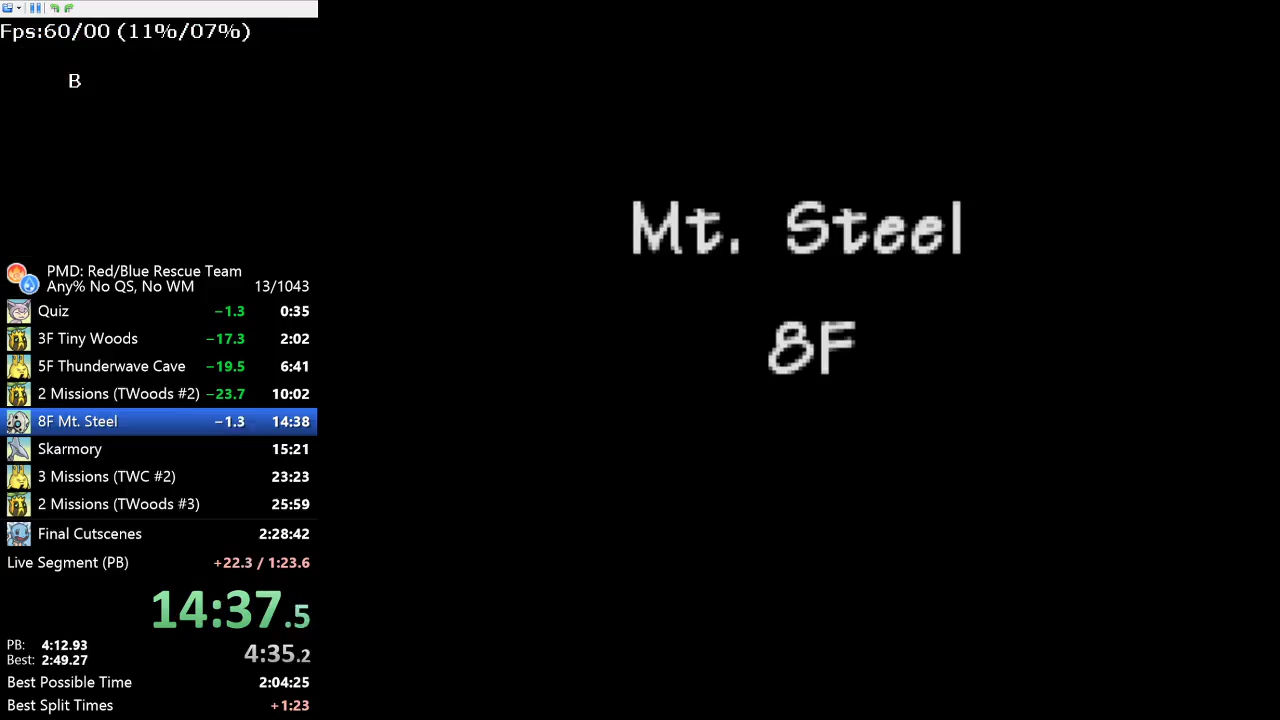 Fps:60/00 (11%/07%)
B
Mt. Steel
8F
PMD: Red/Blue Rescue Team
Any% No QS, No WM 13/1043
Quiz −1.3 0:35
3F Tiny Woods −17.3 2:02
5F Thunderwave Cave −19.5 6:41
2 Missions (TWoods #2) −23.7 10:02
8F Mt. Steel −1.3 14:38
Skarmory 15:21
3 Missions (TWC #2) 23:23
2 Missions (TWoods #3) 25:59
Final Cutscenes 2:28:42
Live Segment (PB) +22.3 / 1:23.6
14:37.5
PB: 4:12.93
Best: 2:49.27
4:35.2
Best Possible Time 2:04:25
Best Split Times +1:23